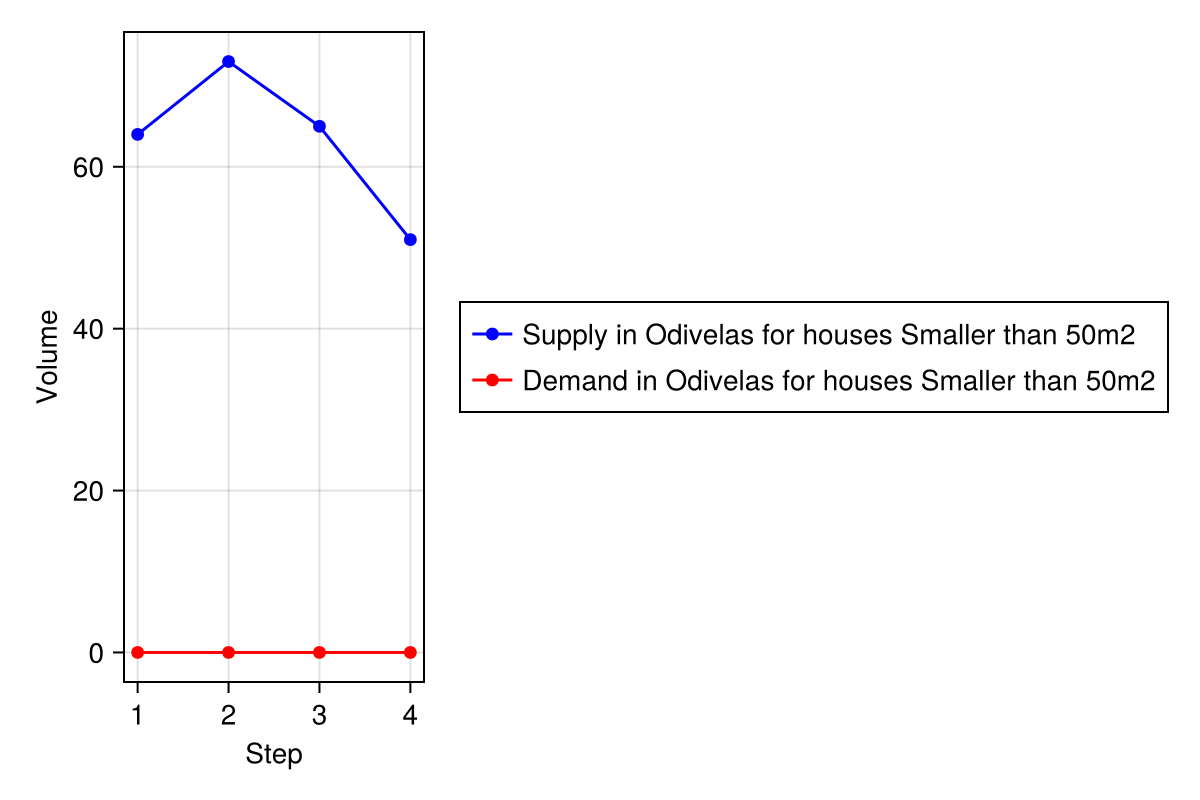 60
40
20
0
Volume
1 2 3 4
Step
Supply in Odivelas for houses Smaller than 50m2
Demand in Odivelas for houses Smaller than 50m2